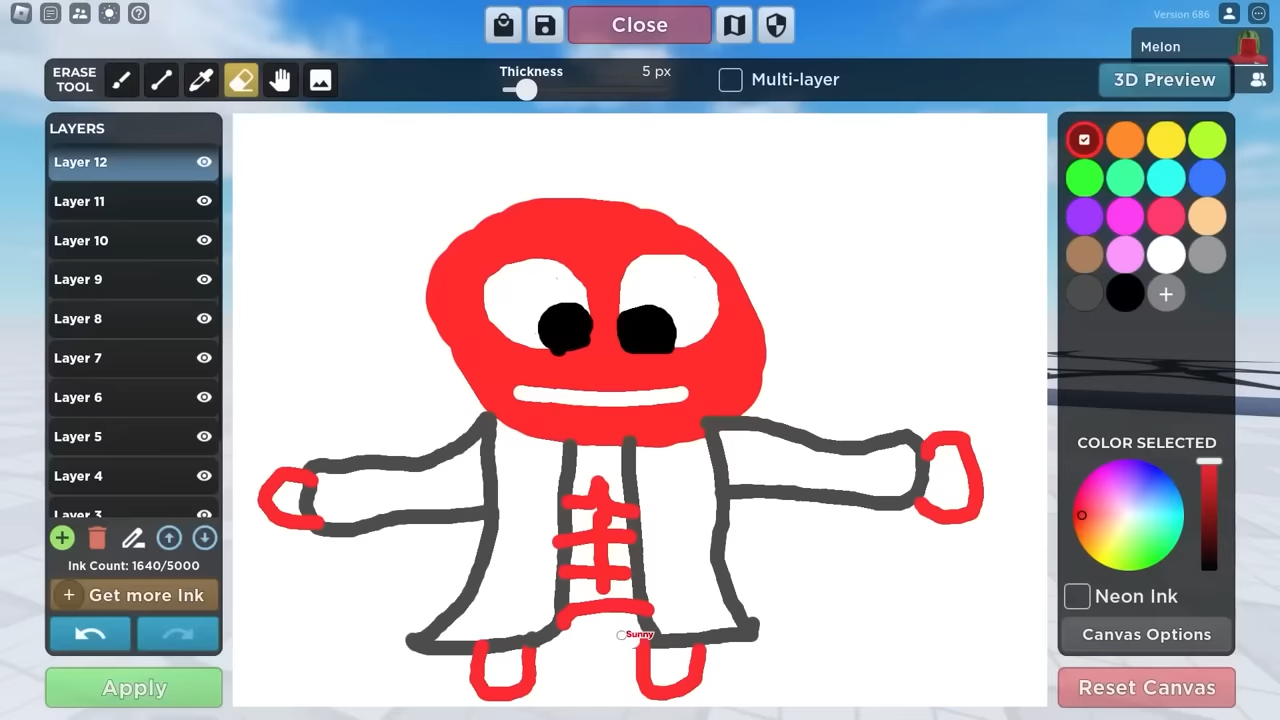 Close
Version 686
Melon
ERASE
TOOL
Thickness
5 px
Multi-layer
3D Preview
LAYERS
Layer 12
Layer 11
Layer 10
Layer 9
Layer 8
Layer 7
Layer 6
Layer 5
Layer 4
Layer 3
Ink Count: 1640/5000
+ Get more Ink
Apply
Sunny
COLOR SELECTED
Neon Ink
Canvas Options
Reset Canvas